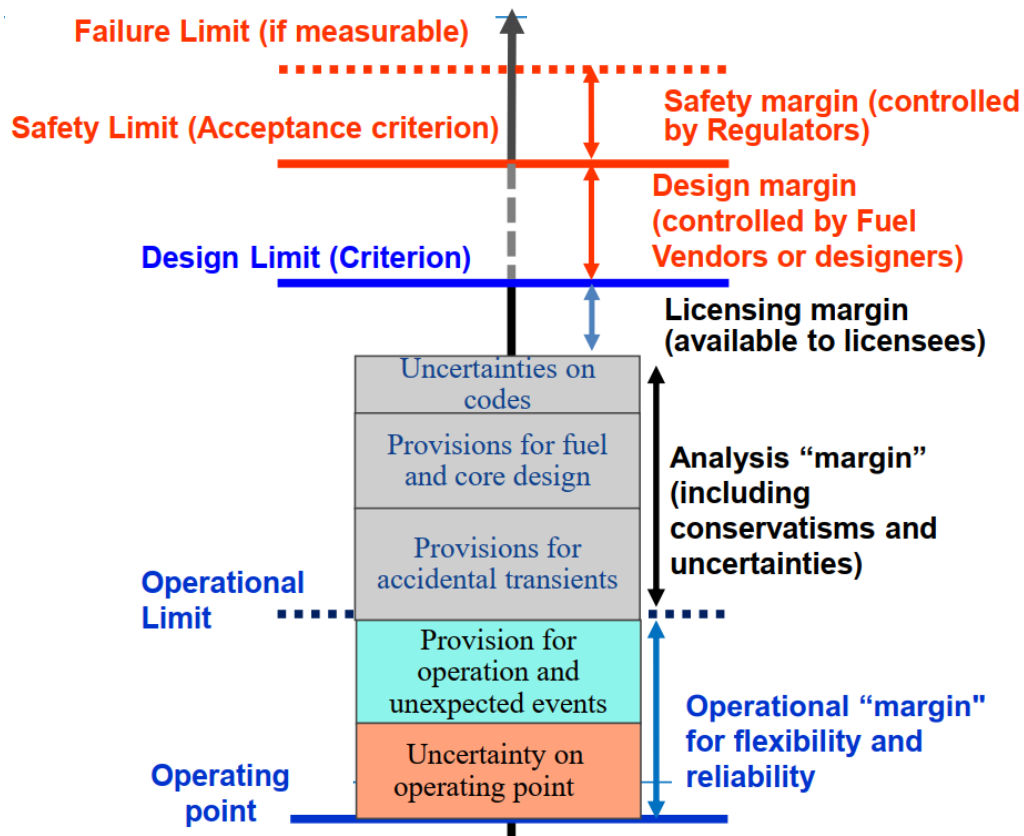 Failure Limit (if measurable)
Safety Limit (Acceptance criterion)
Safety margin (controlled
by Regulators)
Design margin
(controlled by Fuel
Vendors or designers)
Design Limit (Criterion)
Licensing margin
(available to licensees)
Uncertainties on
codes
Provisions for fuel
and core design
Provisions for
accidental transients
Analysis “margin”
(including
conservatisms and
uncertainties)
Operational
Limit
Provision for
operation and
unexpected events
Uncertainty on
operating point
Operational “margin"
for flexibility and
reliability
Operating
point